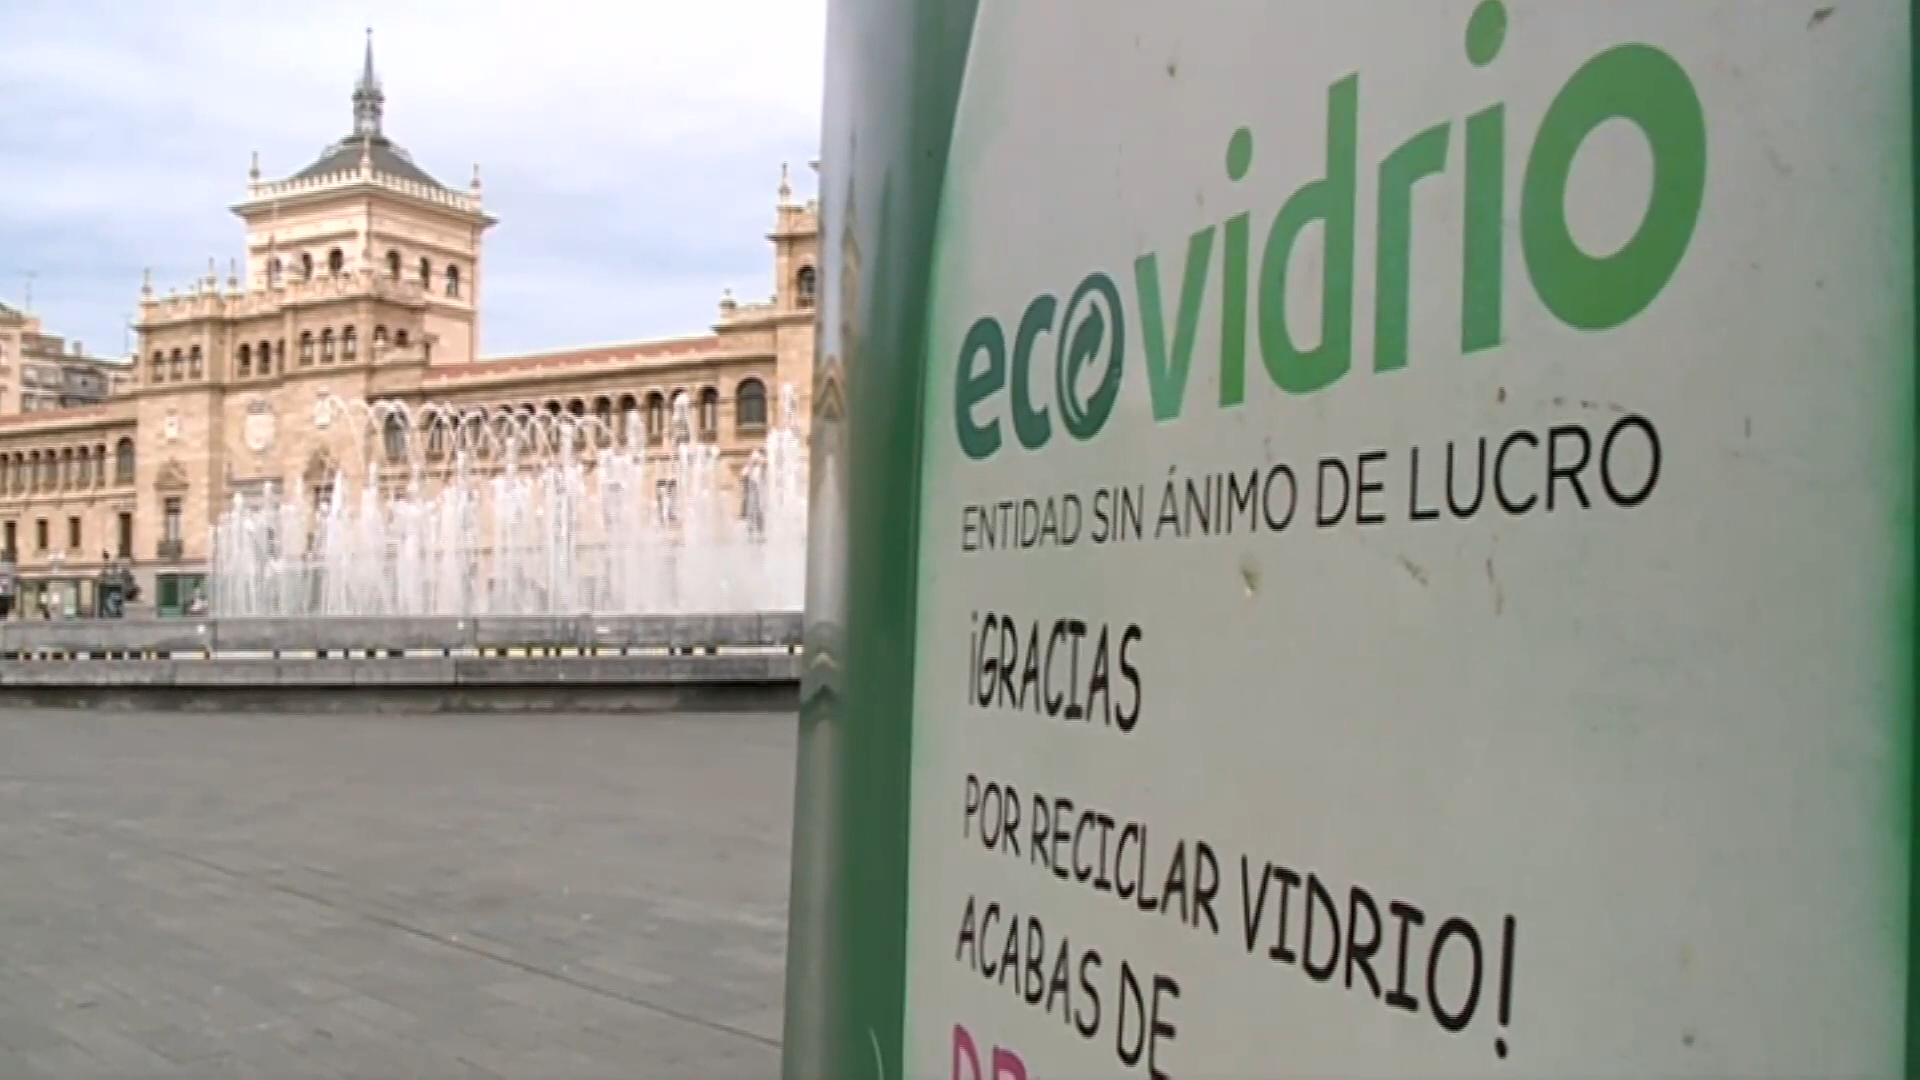 ecovidrio
ENTIDAD SIN ÁNIMO DE LUCRO
¡GRACIAS
POR RECICLAR VIDRIO!
ACABAS DE